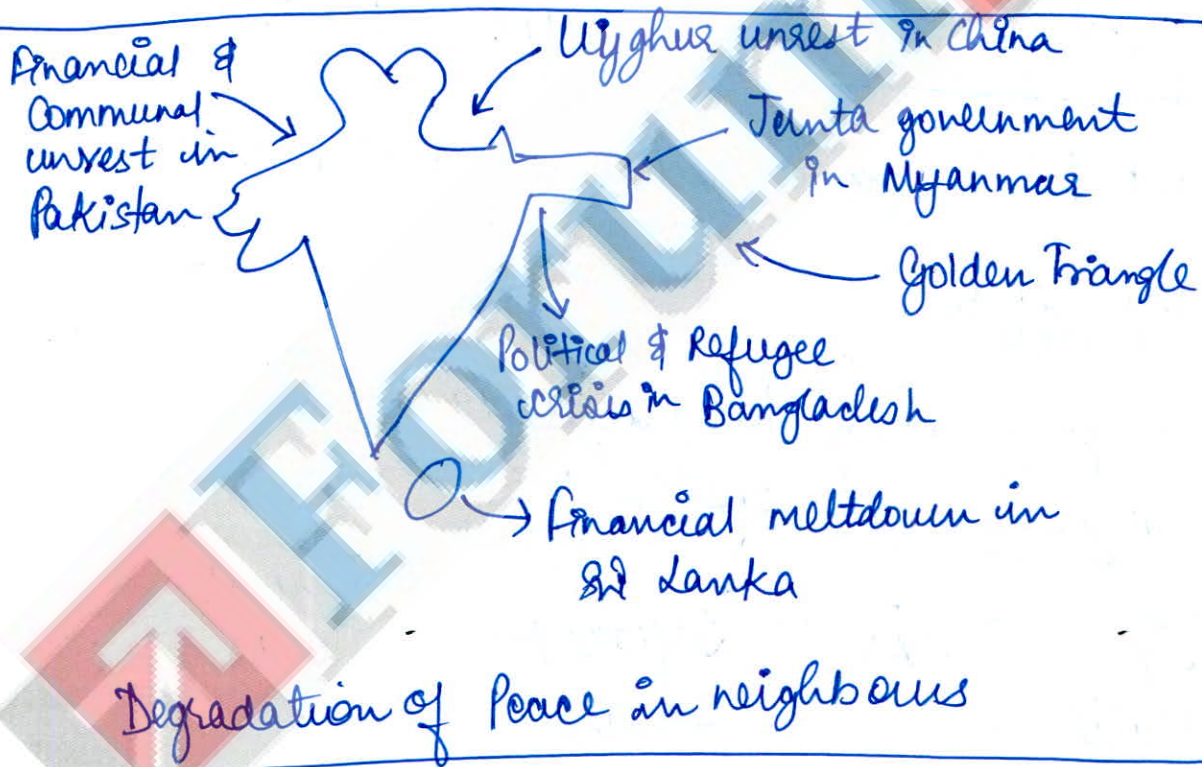 Financial &
Communal
unrest in
Pakistan
Uyghur unrest in China
Junta government
in Myanmar
Golden Triangle
Political & Refugee
crisis in Bangladesh
Financial meltdown in
Sri Lanka
Degradation of Peace in neighbours
Forum